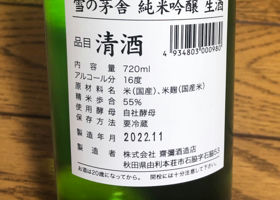 雪の茅舎 純米吟醸 生酒
品目 清酒
4 934803 000980
内容量 720ml
アルコール分 16度
原材料名 米(国産)、米麹(国産米)
精米歩合 55%
使用酵母 自社酵母
保存方法 要冷蔵
製造年月 2022.11
製造者 株式会社 齋彌酒造店
秋田県由利本荘市石脇字石脇53
お酒は20歳になってから。 開栓には十分注意して下さい。